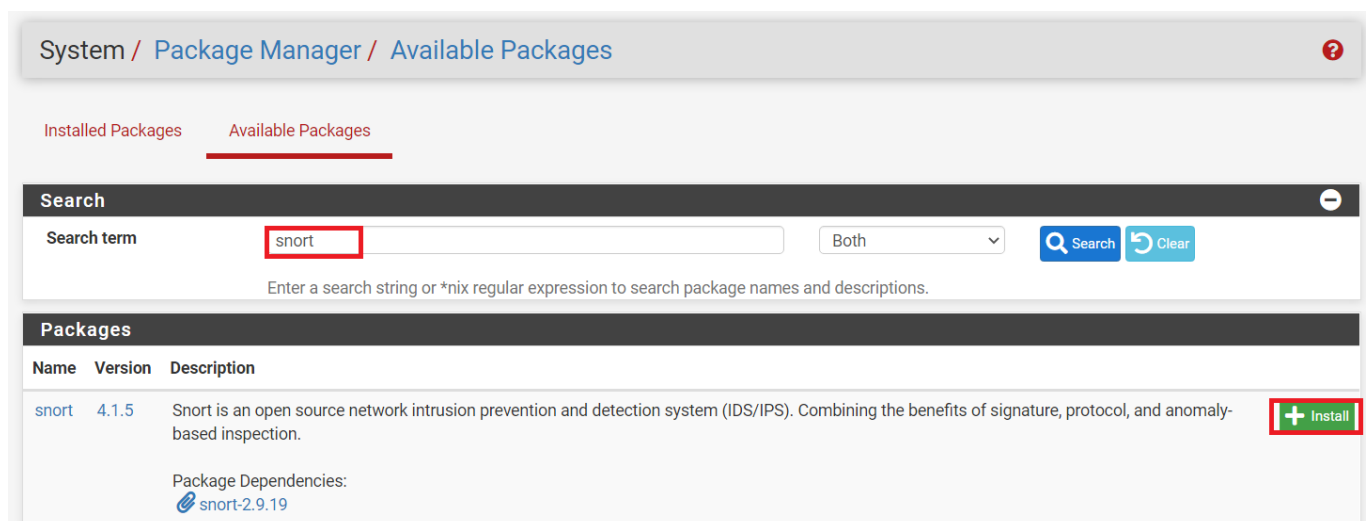 System / Package Manager / Available Packages
Installed Packages Available Packages
Search
Search term snort Both Search Clear
Enter a search string or *nix regular expression to search package names and descriptions.
Packages
Name Version Description
snort 4.1.5 Snort is an open source network intrusion prevention and detection system (IDS/IPS). Combining the benefits of signature, protocol, and anomaly- Install
based inspection.
Package Dependencies:
snort-2.9.19